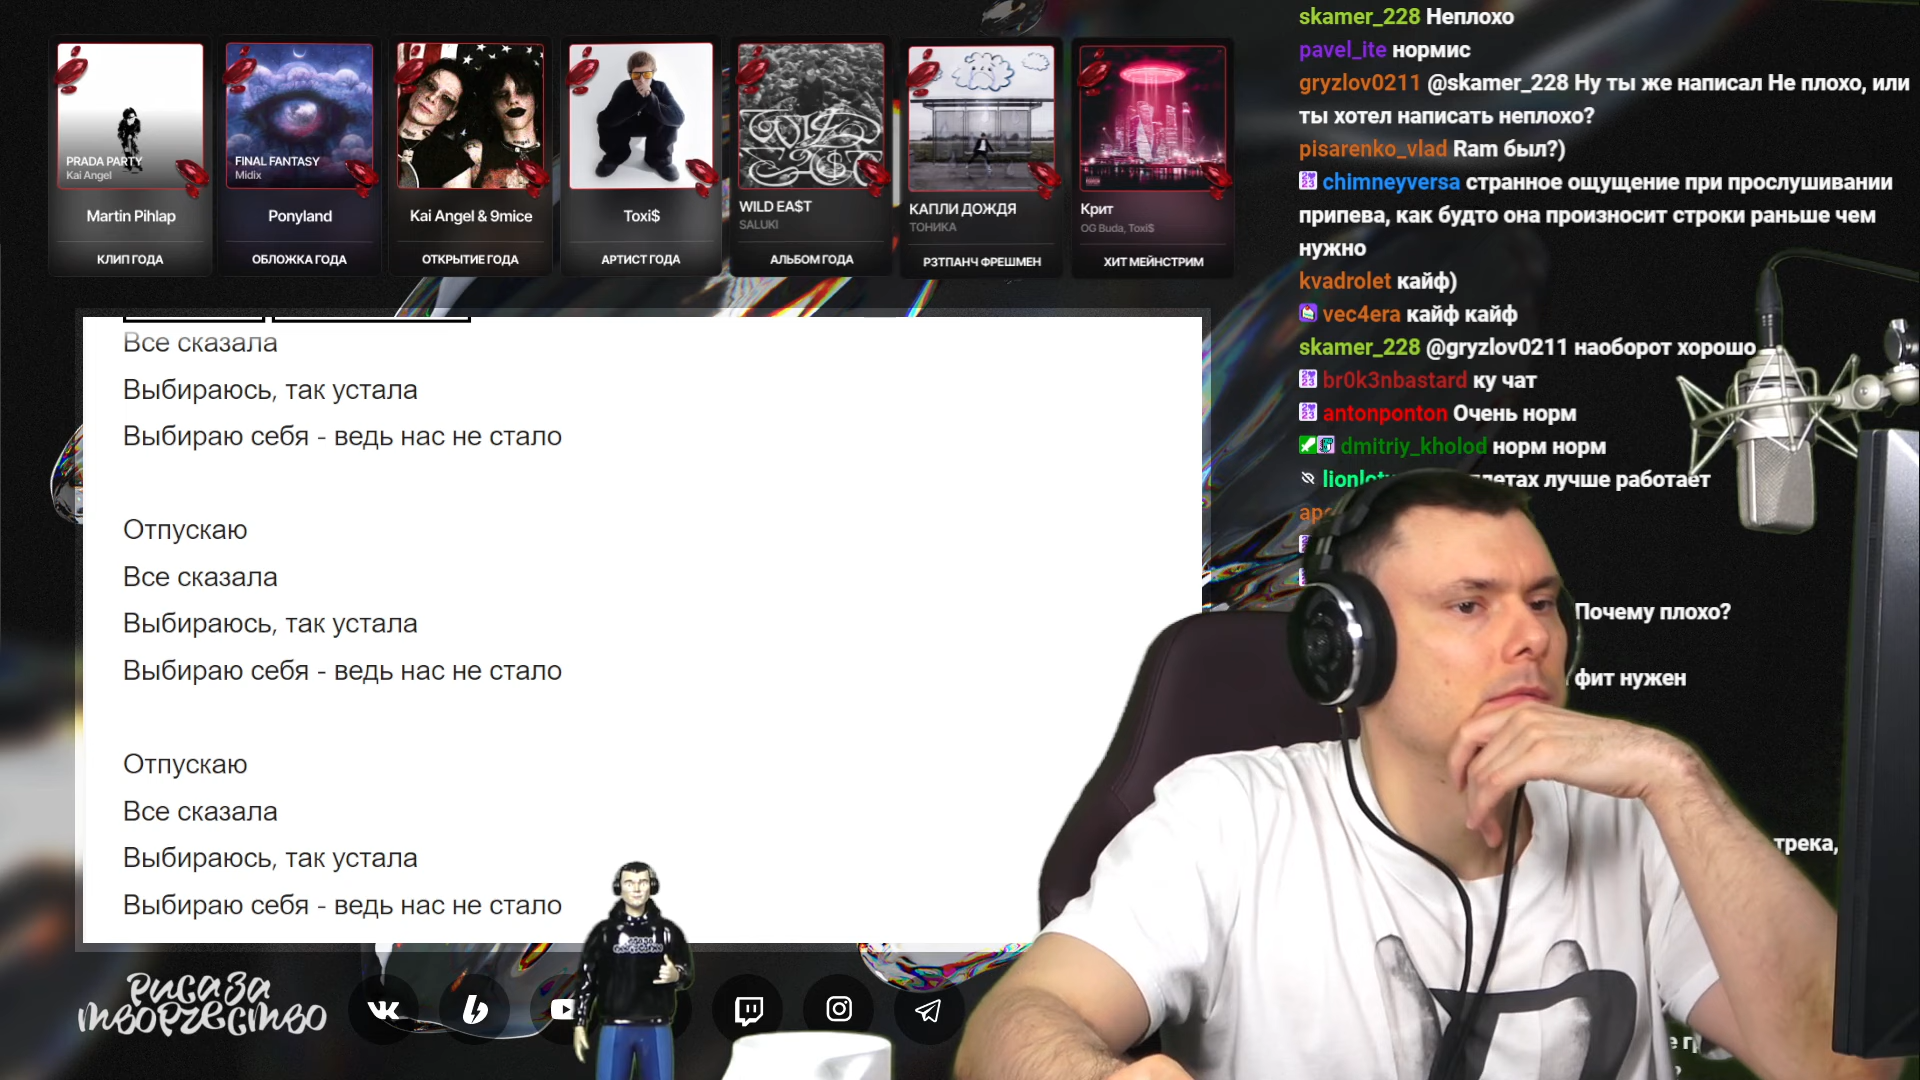 PRADA PARTY
Kai Angel
Martin Pihlap
КЛИП ГОДА
FINAL FANTASY
Midix
Ponyland
ОБЛОЖКА ГОДА
Kai Angel & 9mice
ОТКРЫТИЕ ГОДА
Toxi$
АРТИСТ ГОДА
WILD EA$T
SALUKI
АЛЬБОМ ГОДА
КАПЛИ ДОЖДЯ
ТОНИКА
РЗТПАНЧ ФРЕШМЕН
Крит
OG Buda, Toxi$
ХИТ МЕЙНСТРИМ
Все сказала
Выбираюсь, так устала
Выбираю себя - ведь нас не стало
Отпускаю
Все сказала
Выбираюсь, так устала
Выбираю себя - ведь нас не стало
Отпускаю
Все сказала
Выбираюсь, так устала
Выбираю себя - ведь нас не стало
РИСАЗА
ТВОРЧЕСТВО
skamer_228 Неплохо
pavel_ite нормис
gryzlov0211 @skamer_228 Ну ты же написал Не плохо, или
ты хотел написать неплохо?
pisarenko_vlad Ram был?)
chimneyversa странное ощущение при прослушивании
припева, как будто она произносит строки раньше чем
нужно
kvadrolet кайф)
vec4era кайф кайф
skamer_228 @gryzlov0211 наоборот хорошо
br0k3nbastard ку чат
antonponton Очень норм
dmitriy_kholod норм норм
лучше работает
Почему плохо?
фит нужен
трека,